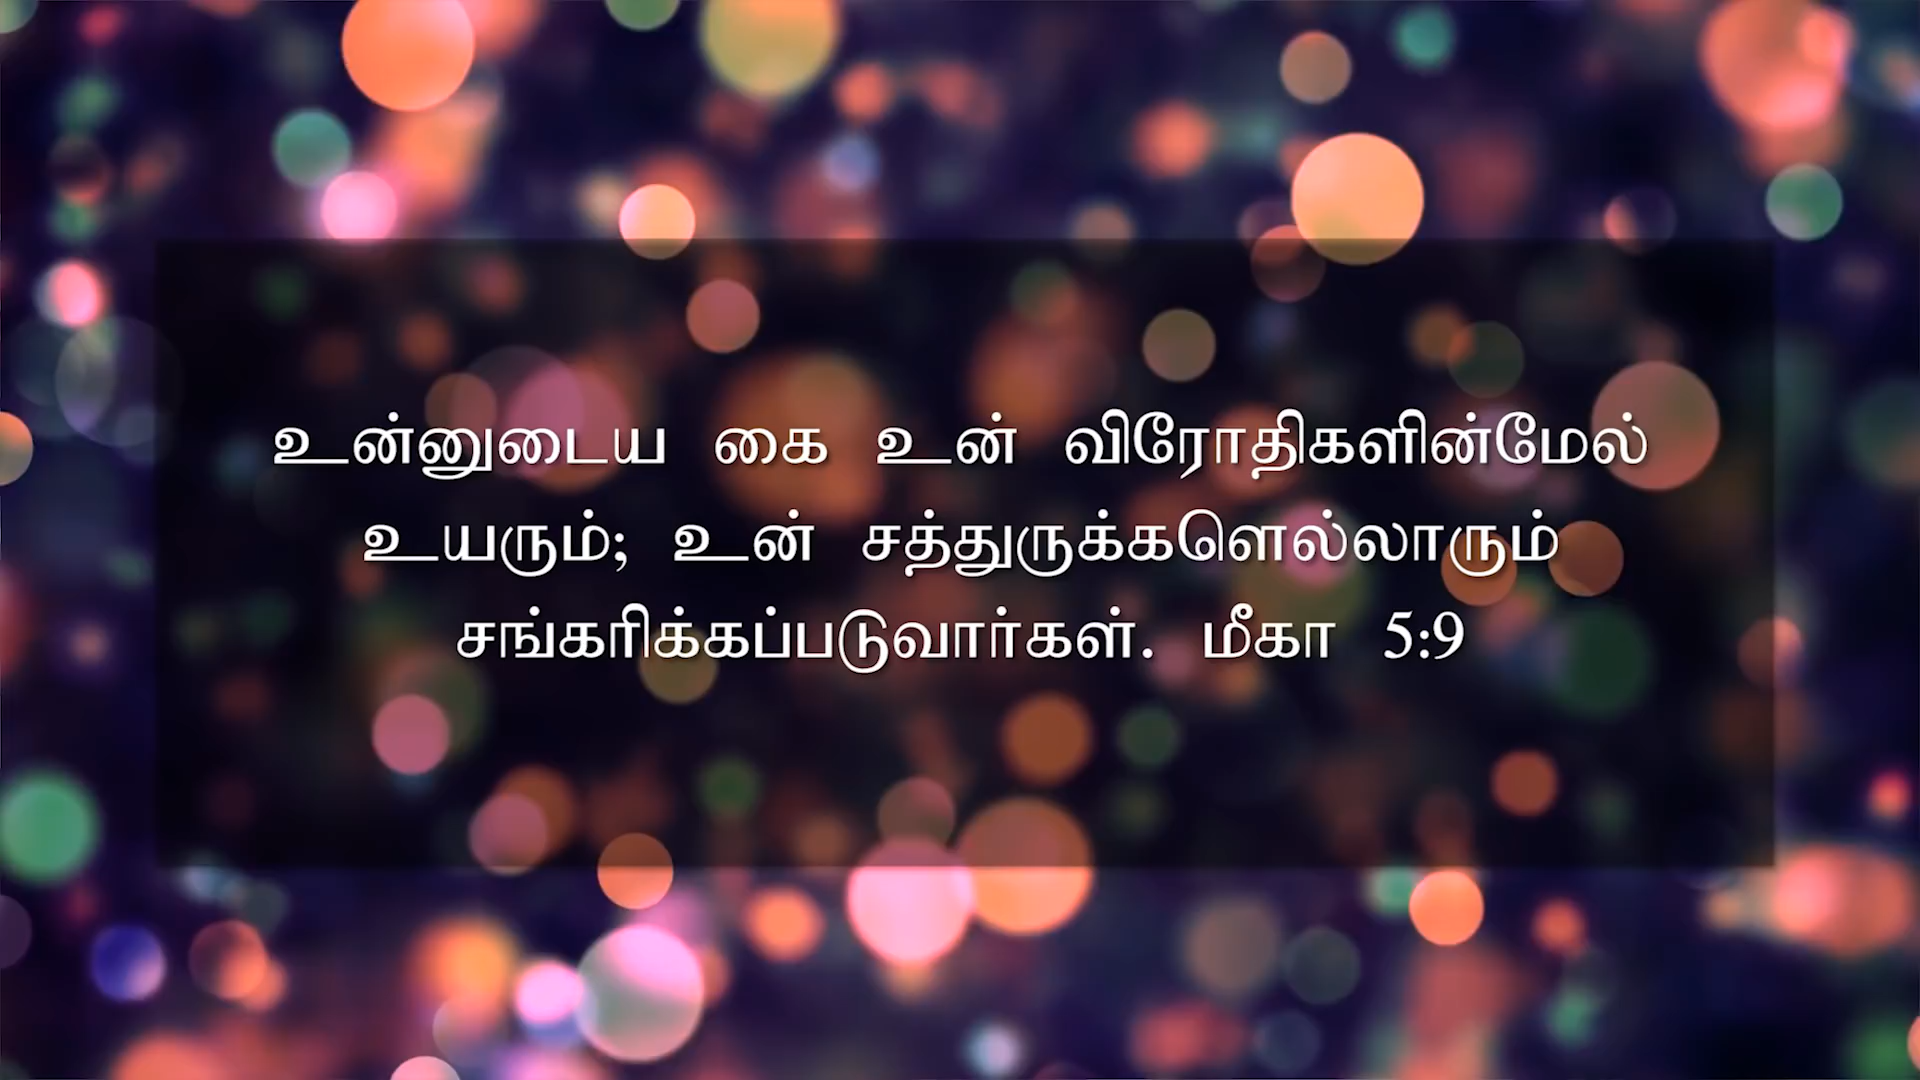 உன்னுடைய கை உன் விரோதிகளின்மேல்
உயரும்; உன் சத்துருக்களெல்லாரும்
சங்கரிக்கப்படுவார்கள். மீகா 5:9